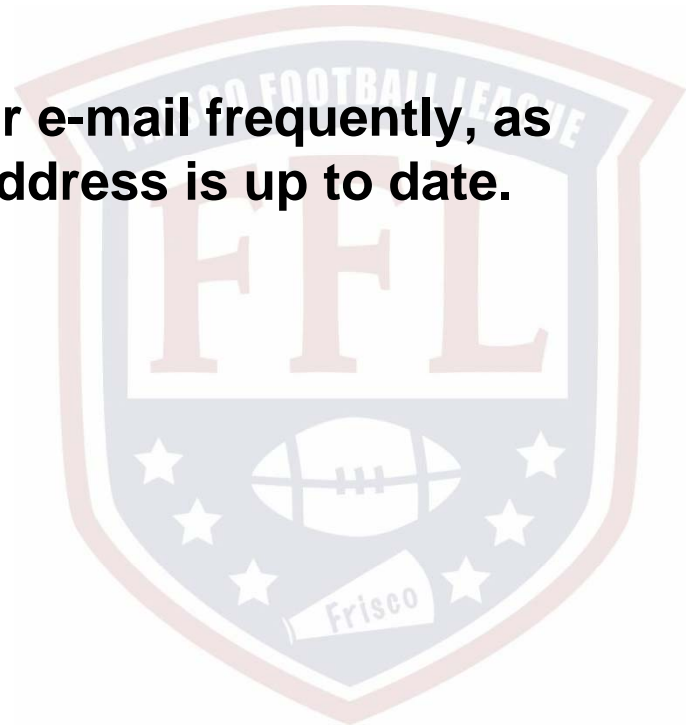 FRISCO FOOTBALL LEAGUE
r e-mail frequently, as
ddress is up to date.
FFL
Frisco